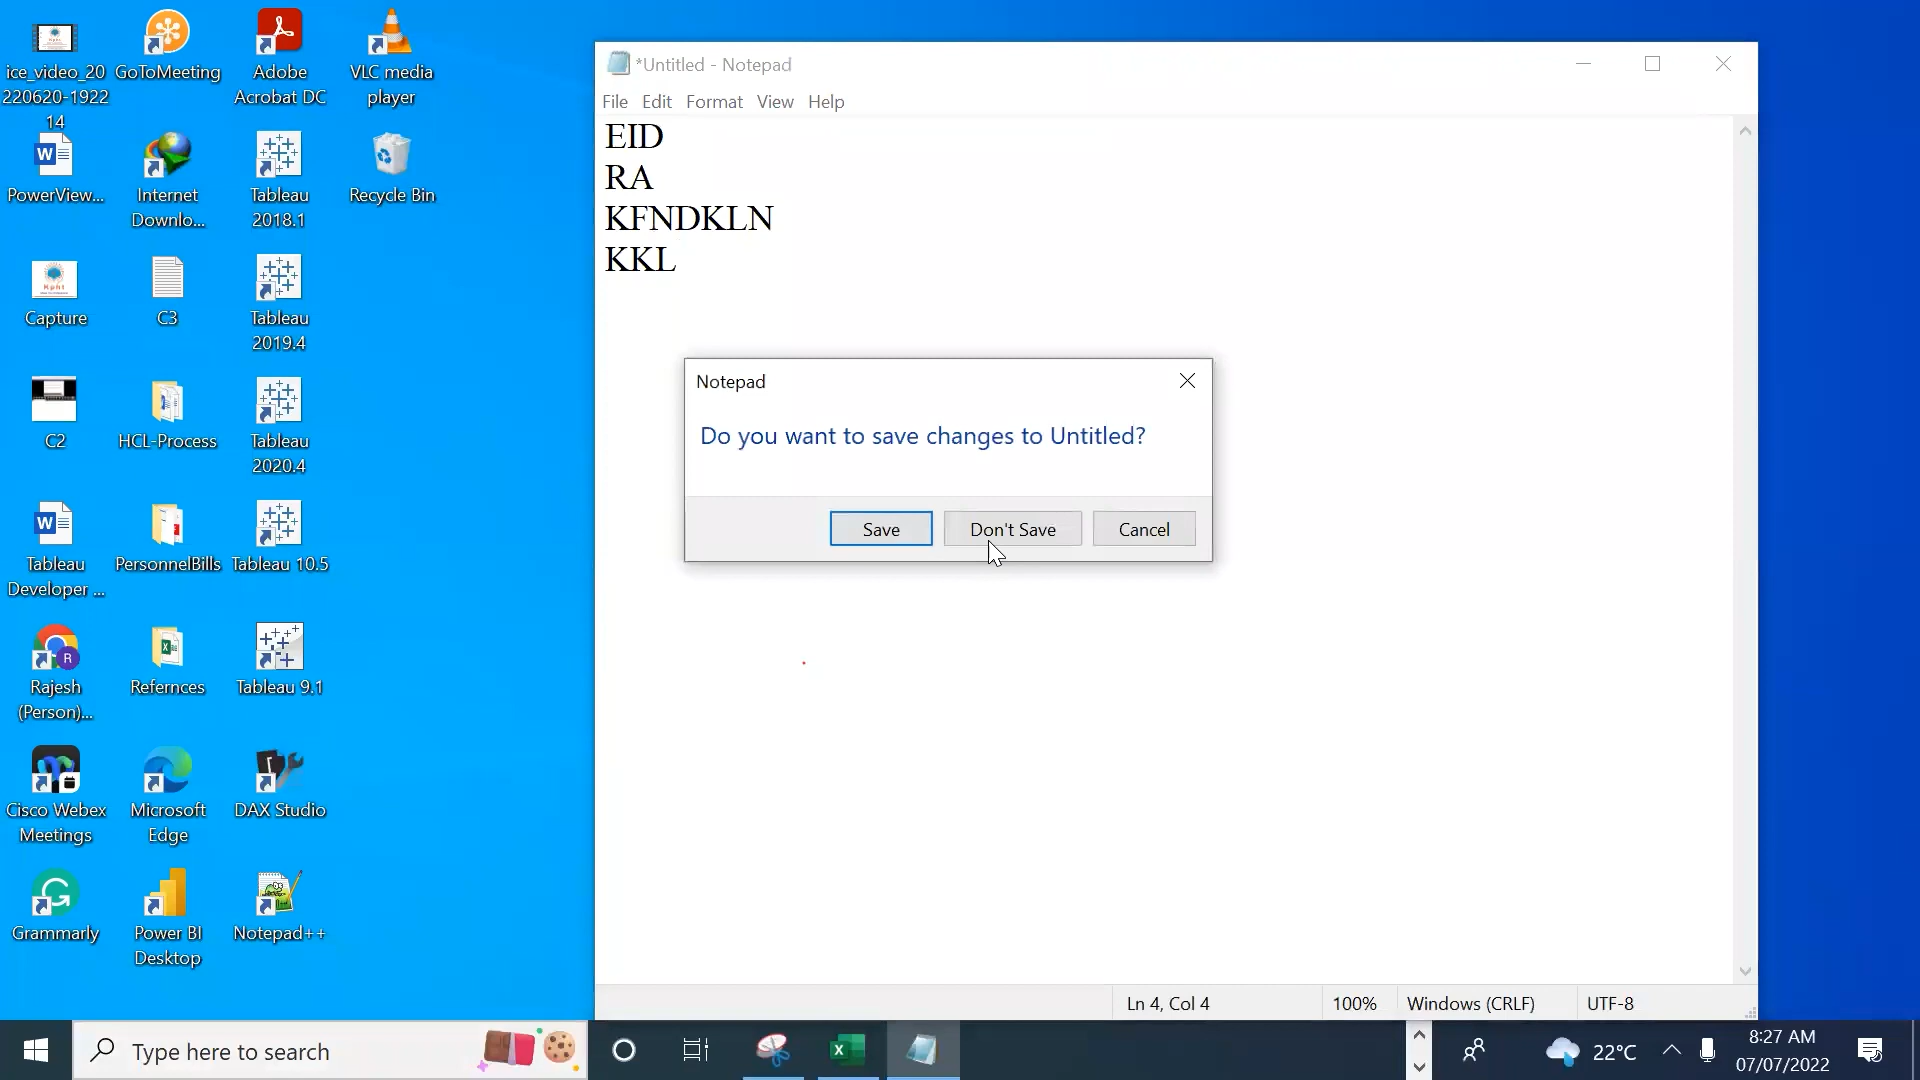 ice_video_20
220620-1922
14
GoToMeeting
Adobe
Acrobat DC
VLC media
player
PowerView...
Internet
Downlo...
Tableau
2018.1
Recycle Bin
Capture
C3
Tableau
2019.4
C2
HCL-Process
Tableau
2020.4
Tableau
Developer ...
PersonnelBills
Tableau 10.5
Rajesh
(Person)...
Refernces
Tableau 9.1
Cisco Webex
Meetings
Microsoft
Edge
DAX Studio
Grammarly
Power BI
Desktop
Notepad++
*Untitled - Notepad
File Edit Format View Help
EID
RA
KFNDKLN
KKL
Notepad
Do you want to save changes to Untitled?
Save Don't Save Cancel
Ln 4, Col 4 100% Windows (CRLF) UTF-8
Type here to search
22°C
8:27 AM
07/07/2022